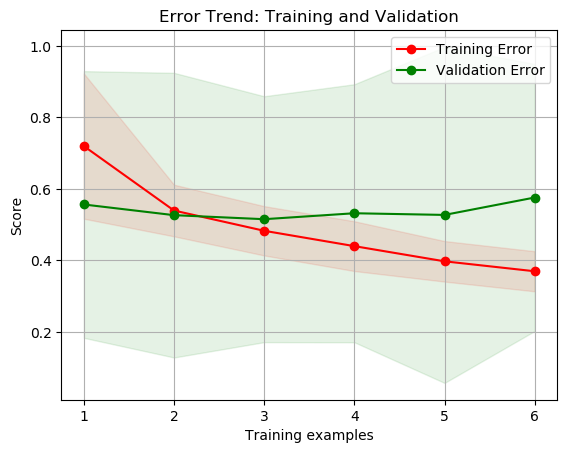 Error Trend: Training and Validation
Training Error
Validation Error
Score
1.0
0.8
0.6
0.4
0.2
1 2 3 4 5 6
Training examples